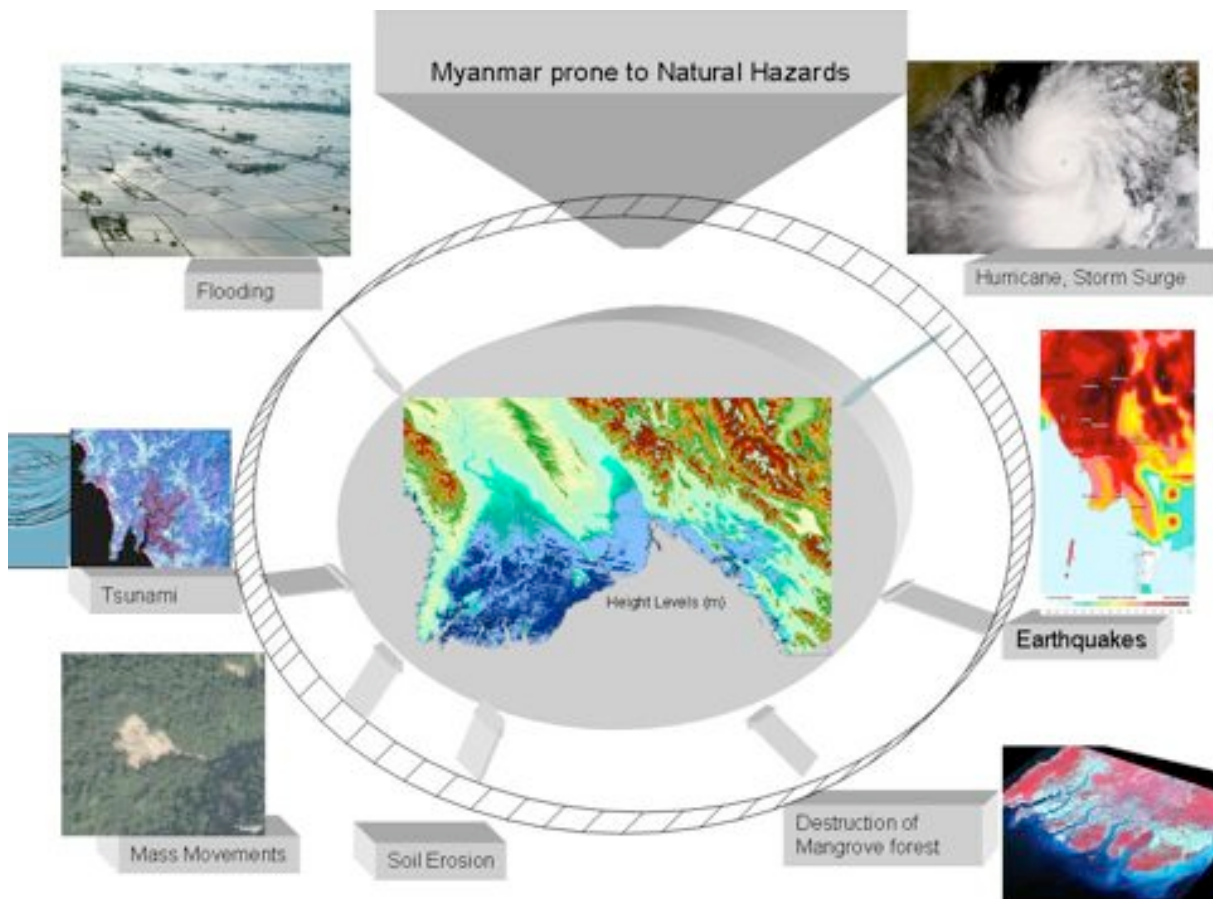 Myanmar prone to Natural Hazards
Flooding
Hurricane, Storm Surge
Tsunami
Height Levels (m)
Earthquakes
Mass Movements
Soil Erosion
Destruction of
Mangrove forest